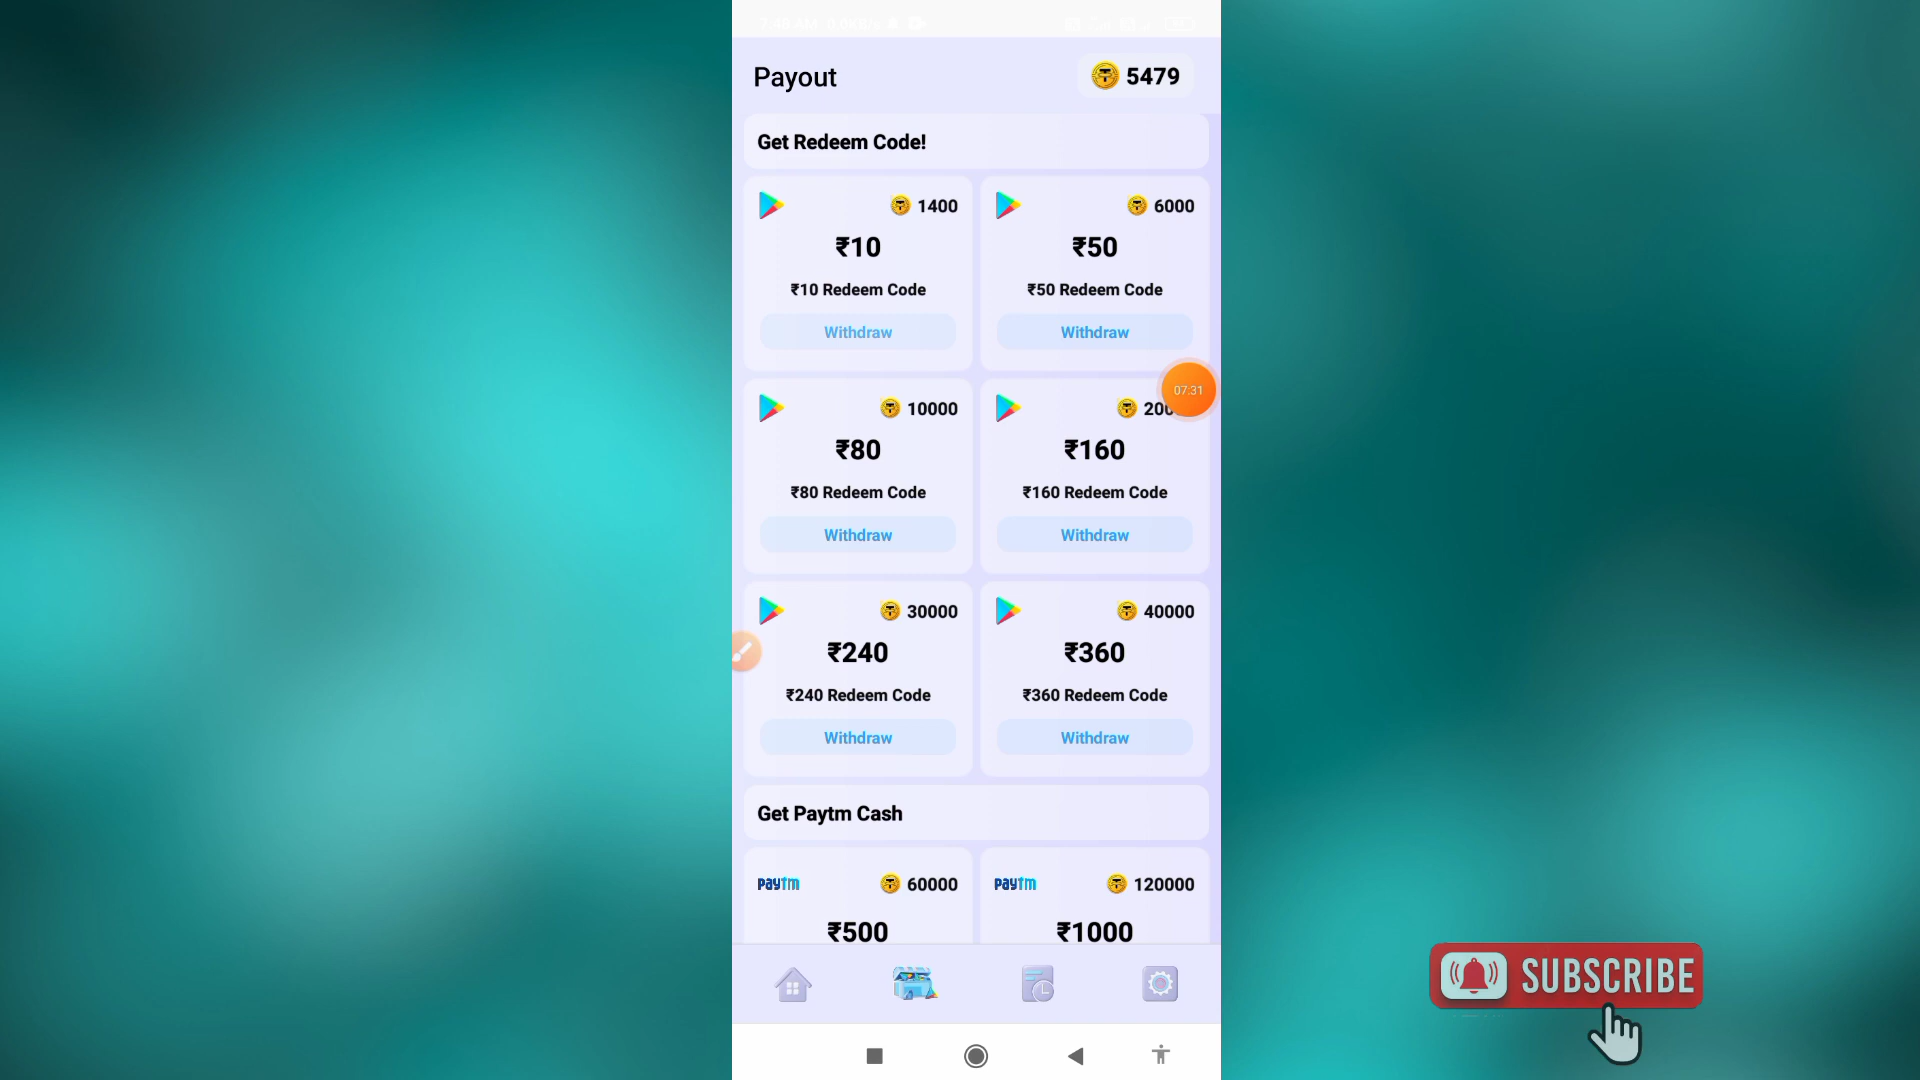 Payout
5479
Get Redeem Code!
1400
6000
₹10
₹50
₹10 Redeem Code
₹50 Redeem Code
Withdraw
Withdraw
07:31
10000
₹80
₹160
₹80 Redeem Code
₹160 Redeem Code
Withdraw
Withdraw
30000
40000
₹240
₹360
₹240 Redeem Code
₹360 Redeem Code
Withdraw
Withdraw
Get Paytm Cash
paytm
60000
paytm
120000
₹500
₹1000
SUBSCRIBE